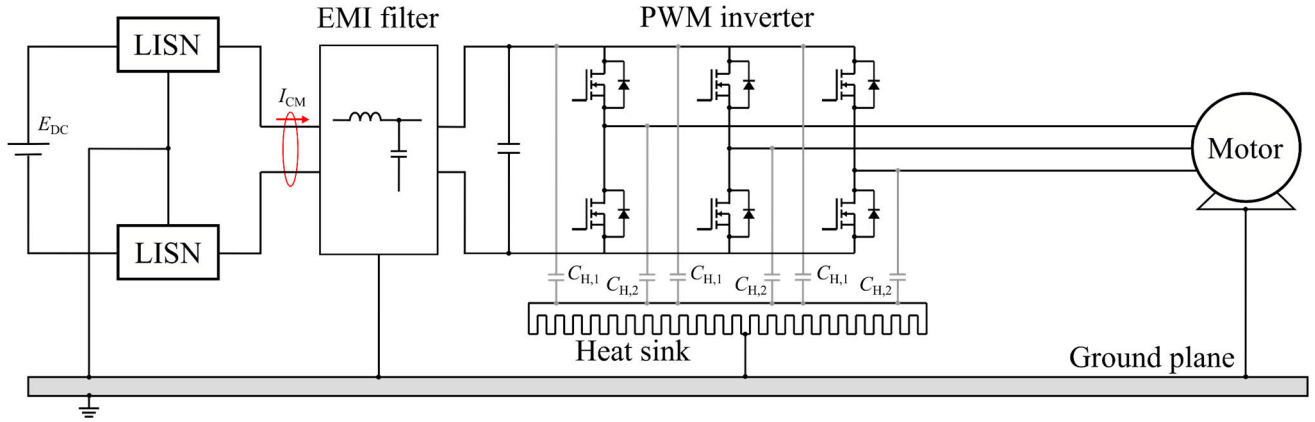 EMI filter
PWM inverter
LISN
I_CM
E_DC
Motor
LISN
C_H,1
C_H,2
C_H,1
C_H,2
C_H,1
C_H,2
Heat sink
Ground plane